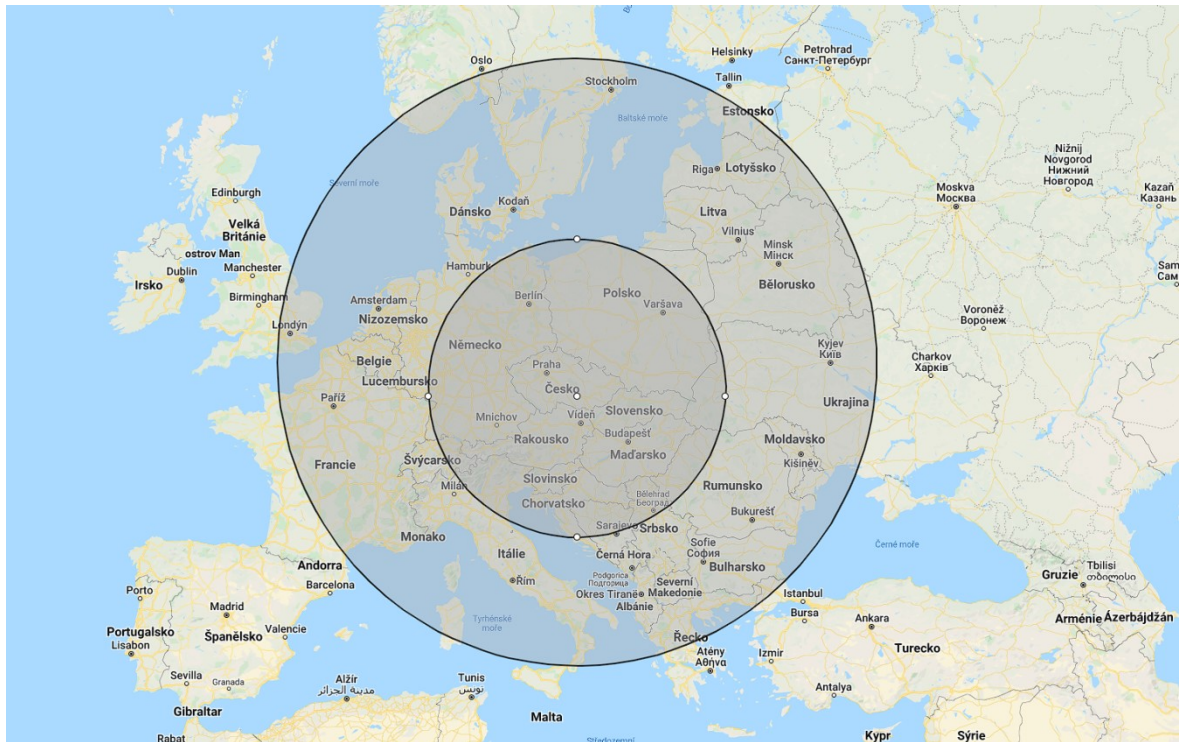 Oslo
Helsinky
Petrohrad
Санкт-Петербург
Stockholm
Tallin
Estonsko
Baltské moře
Nižnij
Novgorod
Нижний
Новгород
Riga
Lotyšsko
Moskva
Москва
Kazaň
Казань
Severní moře
Edinburgh
Kodaň
Dánsko
Litva
Velká
Británie
Vilnius
Minsk
Мінск
ostrov Man
Dublin
Manchester
Irsko
Hamburk
Bělorusko
Sam
Сам
Birmingham
Amsterdam
Berlín
Polsko
Varšava
Nizozemsko
Voroněž
Воронеж
Londýn
Německo
Kyjev
Київ
Belgie
Charkov
Харків
Praha
Lucembursko
Česko
Paříž
Ukrajina
Mnichov
Vídeň
Slovensko
Rakousko
Budapešť
Moldavsko
Maďarsko
Francie
Švýcarsko
Kišiněv
Slovinsko
Milán
Rumunsko
Chorvatsko
Bělehrad
Београд
Bukurešť
Sarajevo
Srbsko
Monako
Sofie
София
Černé moře
Itálie
Černá Hora
Andorra
Bulharsko
Tbilisi
თბილისი
Řím
Podgorica
Подгорица
Gruzie
Barcelona
Severní
Makedonie
Porto
Okres Tiranë
Istanbul
Albánie
Bursa
Madrid
Ankara
Arménie
Ázerbájdžán
Tyrhénské
moře
Portugalsko
Španělsko
Valencie
Řecko
Lisabon
Atény
Αθήνα
Izmir
Turecko
Sevilla
Granada
Alžír
مدينة الجزائر
Tunis
تونس
Antalya
Gibraltar
Malta
Rabat
Kypr
Sýrie
Středozemní